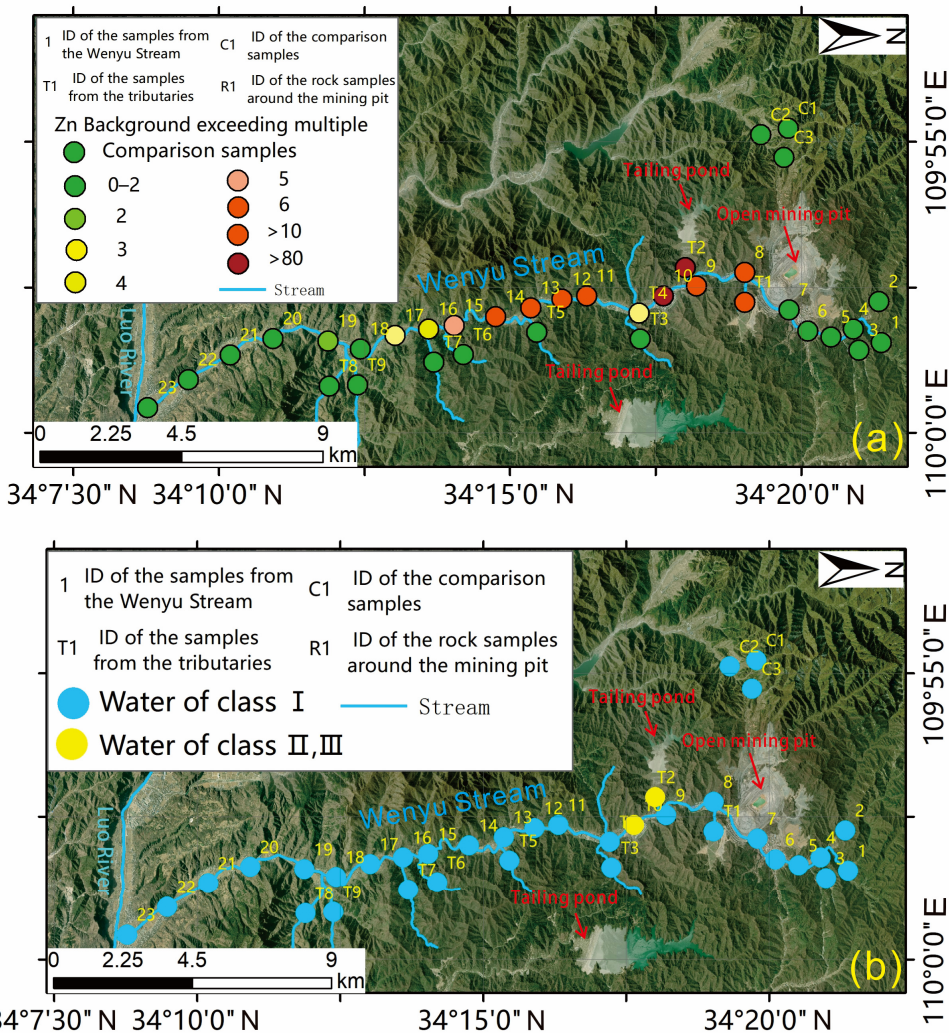 1 ID of the samples from
the Wenyu Stream
C1 ID of the comparison
samples
T1 ID of the samples
from the tributaries
R1 ID of the rock samples
around the mining pit
Zn Background exceeding multiple
Comparison samples
0–2
2
3
4
5
6
>10
>80
Stream
N
C2 C1
C3
Tailing pond
Open mining pit
Wenyu Stream
Luo River
Tailing pond
T2
8
9
10
T1
T4
7
2
6
5
4
3
1
12 11
13
14
15
16
17
18
19
20
21
22
23
T3
T5
T6
T7
T8
T9
0 2.25 4.5 9
km
(a)
109°55'0" E
110°0'0" E
34°7'30" N 34°10'0" N 34°15'0" N 34°20'0" N
1 ID of the samples from
the Wenyu Stream
C1 ID of the comparison
samples
T1 ID of the samples
from the tributaries
R1 ID of the rock samples
around the mining pit
Water of class Ⅰ
Water of class Ⅱ,Ⅲ
Stream
N
C2 C1
C3
Tailing pond
Open mining pit
Wenyu Stream
Luo River
Tailing pond
T2
8
9
T1
7
2
6
5
4
3
1
12 11
13
14
15
16
17
18
19
20
21
22
23
T3
T5
T6
T7
T8
T9
0 2.25 4.5 9
km
(b)
109°55'0" E
110°0'0" E
34°7'30" N 34°10'0" N 34°15'0" N 34°20'0" N